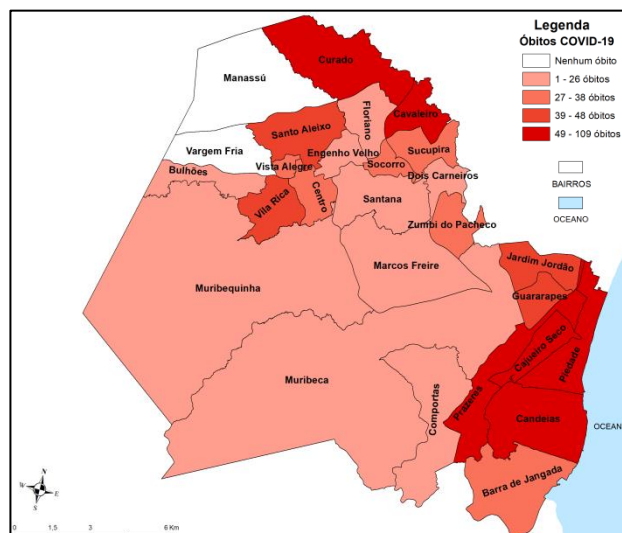 Legenda
Óbitos COVID-19
Nenhum óbito
1 - 26 óbitos
27 - 38 óbitos
39 - 48 óbitos
49 - 109 óbitos
BAIRROS
OCEANO
Curado
Manassú
Cavaleiro
Floriano
Santo Aleixo
Vargem Fria
Engenho Velho
Sucupira
Socorro
Vista Alegre
Bulhões
Dois Carneiros
Vila Rica
Centro
Santana
Zumbi do Pacheco
Marcos Freire
Jardim Jordão
Muribequinha
Guararapes
Cajueiro Seco
Piedade
Muribeca
Comportas
Prazeres
Candeias
OCEANO
Barra de Jangada
N
W
E
S
0 1,5 3 6 Km